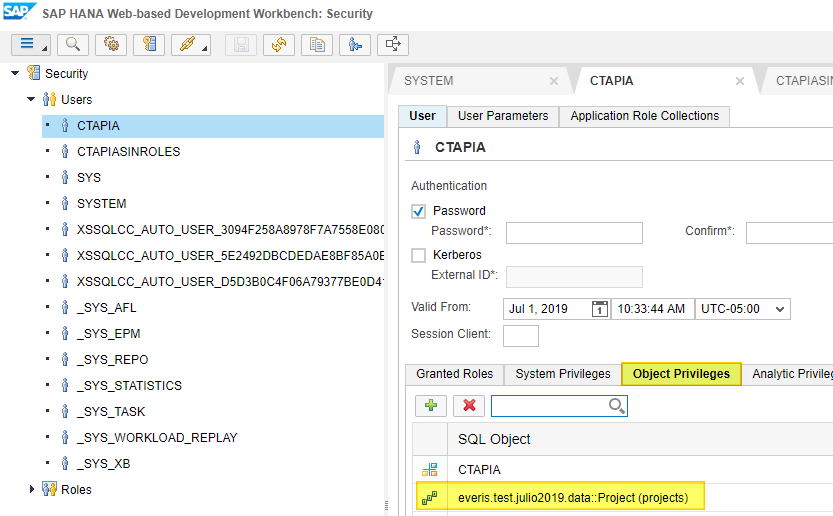 SAP SAP HANA Web-based Development Workbench: Security
Security
Users
CTAPIA
CTAPIASINROLES
SYS
SYSTEM
XSSQLCC_AUTO_USER_3094F258A8978F7A7558E080
XSSQLCC_AUTO_USER_5E2492DBCDEDAE8BF85A0E
XSSQLCC_AUTO_USER_D5D3B0C4F06A79377BE0D4
_SYS_AFL
_SYS_EPM
_SYS_REPO
_SYS_STATISTICS
_SYS_TASK
_SYS_WORKLOAD_REPLAY
_SYS_XB
Roles
SYSTEM CTAPIA CTAPIASIN
User User Parameters Application Role Collections
CTAPIA
Authentication
Password
Password*: Confirm*:
Kerberos
External ID*:
Valid From: Jul 1, 2019 1 10:33:44 AM UTC-05:00
Session Client:
Granted Roles System Privileges Object Privileges Analytic Privileg
SQL Object
CTAPIA
everis.test.julio2019.data::Project (projects)